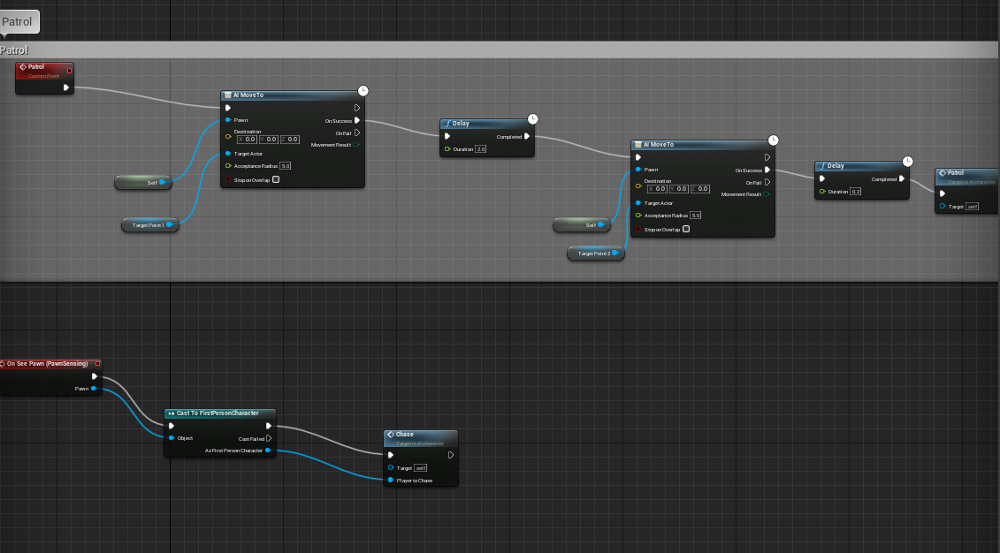 Patrol
Patrol
Patrol
Custom Event
AI MoveTo
Pawn
On Success
Destination
X 0.0 Y 0.0 Z 0.0
On Fail
Movement Result
Target Actor
Acceptance Radius 5.0
Stop on Overlap
Self
Target Point 1
Delay
Completed
Duration 2.0
AI MoveTo
Pawn
On Success
Destination
X 0.0 Y 0.0 Z 0.0
On Fail
Movement Result
Target Actor
Acceptance Radius 5.0
Stop on Overlap
Self
Target Point 2
Delay
Completed
Duration 0.2
Patrol
Target is AIcharacter
Target self
On See Pawn (PawnSensing)
Pawn
Cast To FirstPersonCharacter
Object
Cast Failed
As First Person Character
Chase
Target is AIcharacter
Target self
Player to Chase